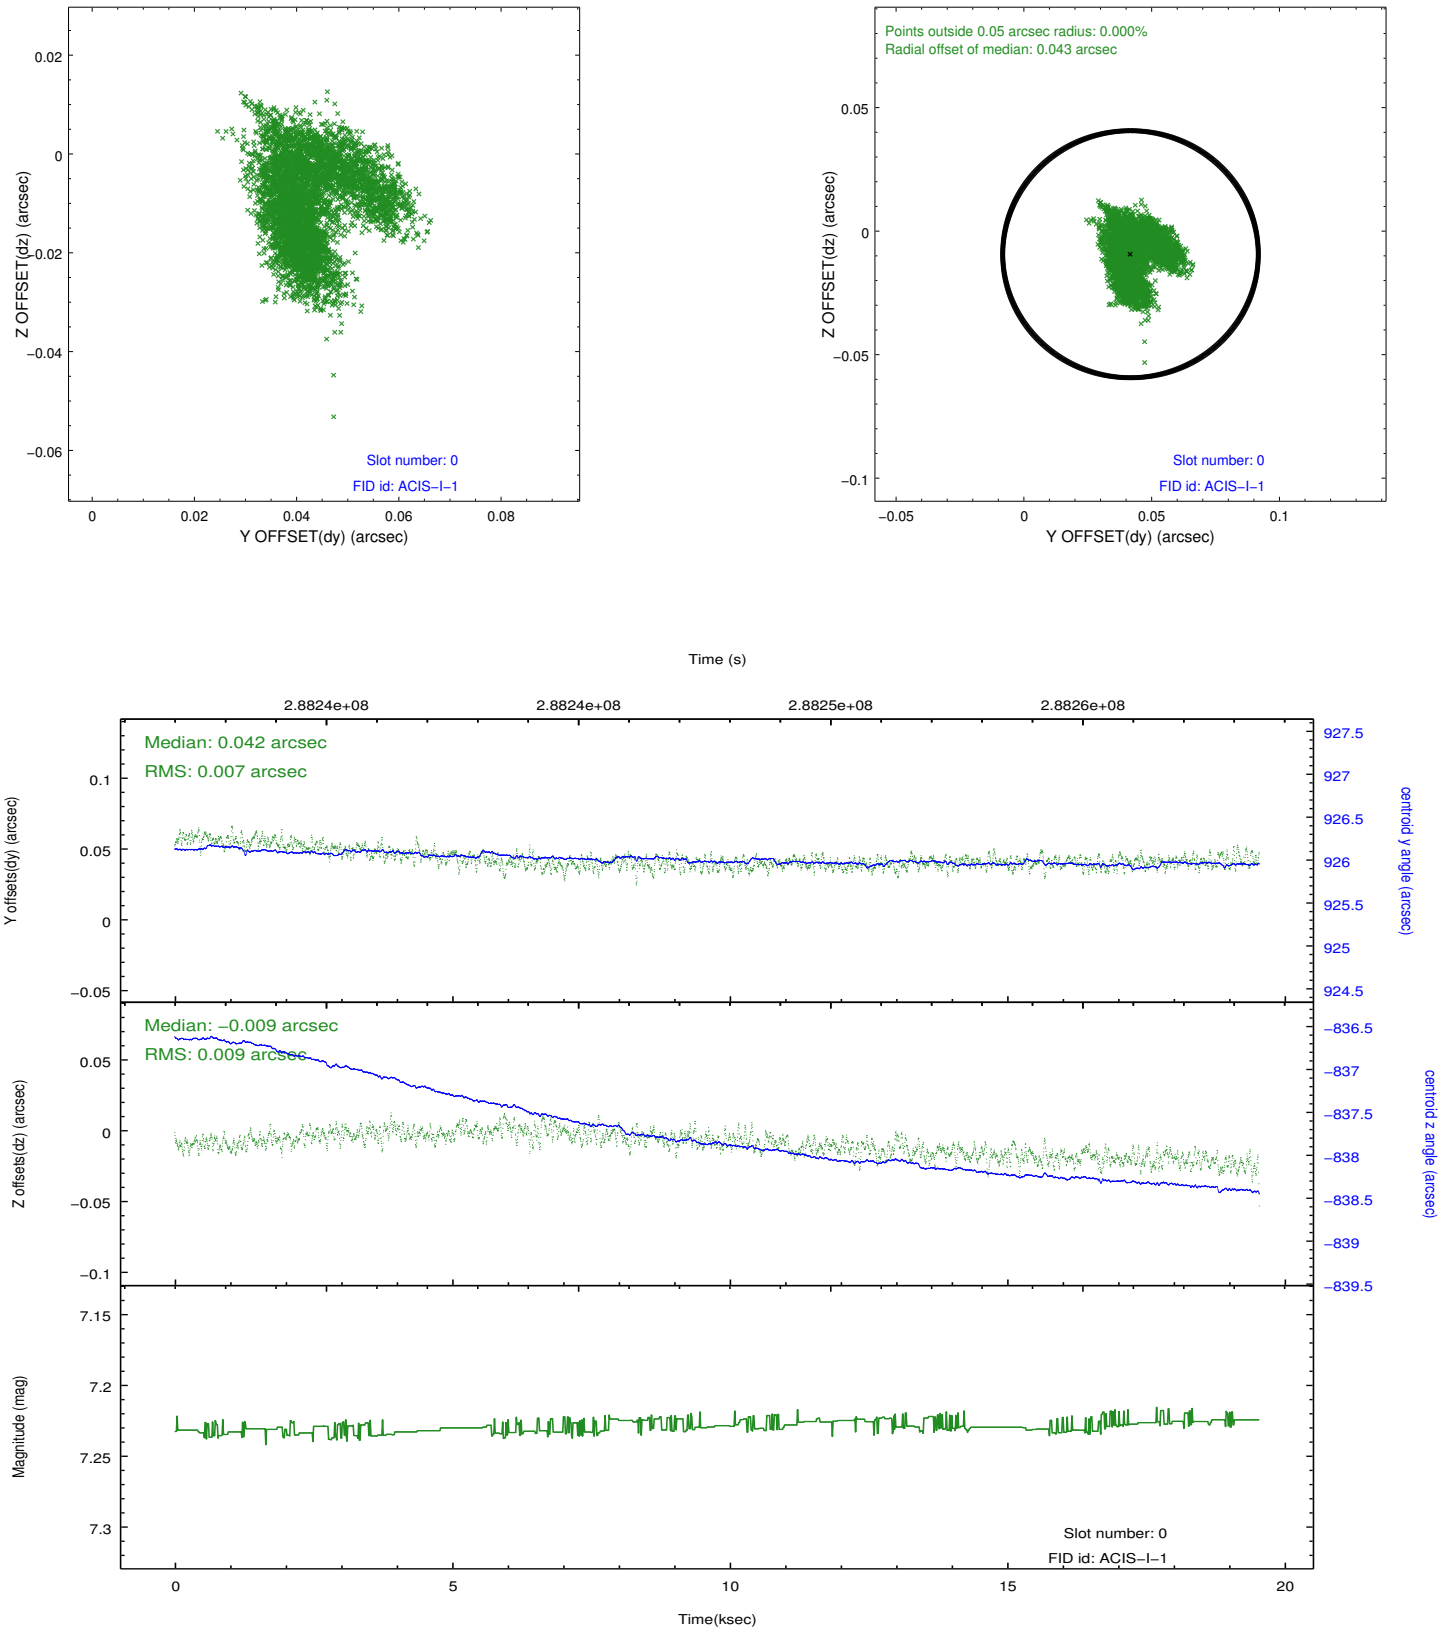 0.02
0
−0.02
−0.04
−0.06
Z OFFSET(dz) (arcsec)
Slot number: 0
FID id: ACIS−I−1
0
0.02
0.04
0.06
0.08
Y OFFSET(dy) (arcsec)
Points outside 0.05 arcsec radius: 0.000%
Radial offset of median: 0.043 arcsec
0.05
0
−0.05
−0.1
Z OFFSET(dz) (arcsec)
Slot number: 0
FID id: ACIS−I−1
−0.05
0
0.05
0.1
Y OFFSET(dy) (arcsec)
Time (s)
2.8824e+08
2.8824e+08
2.8825e+08
2.8826e+08
Median: 0.042 arcsec
RMS: 0.007 arcsec
0.1
0.05
0
−0.05
Y offsets(dy) (arcsec)
927.5
927
926.5
926
925.5
925
924.5
centroid y angle (arcsec)
Median: −0.009 arcsec
RMS: 0.009 arcsec
0.05
0
−0.05
−0.1
Z offsets(dz) (arcsec)
−836.5
−837
−837.5
−838
−838.5
−839
−839.5
centroid z angle (arcsec)
7.15
7.2
7.25
7.3
Magnitude (mag)
Slot number: 0
FID id: ACIS−I−1
0
5
10
15
20
Time(ksec)